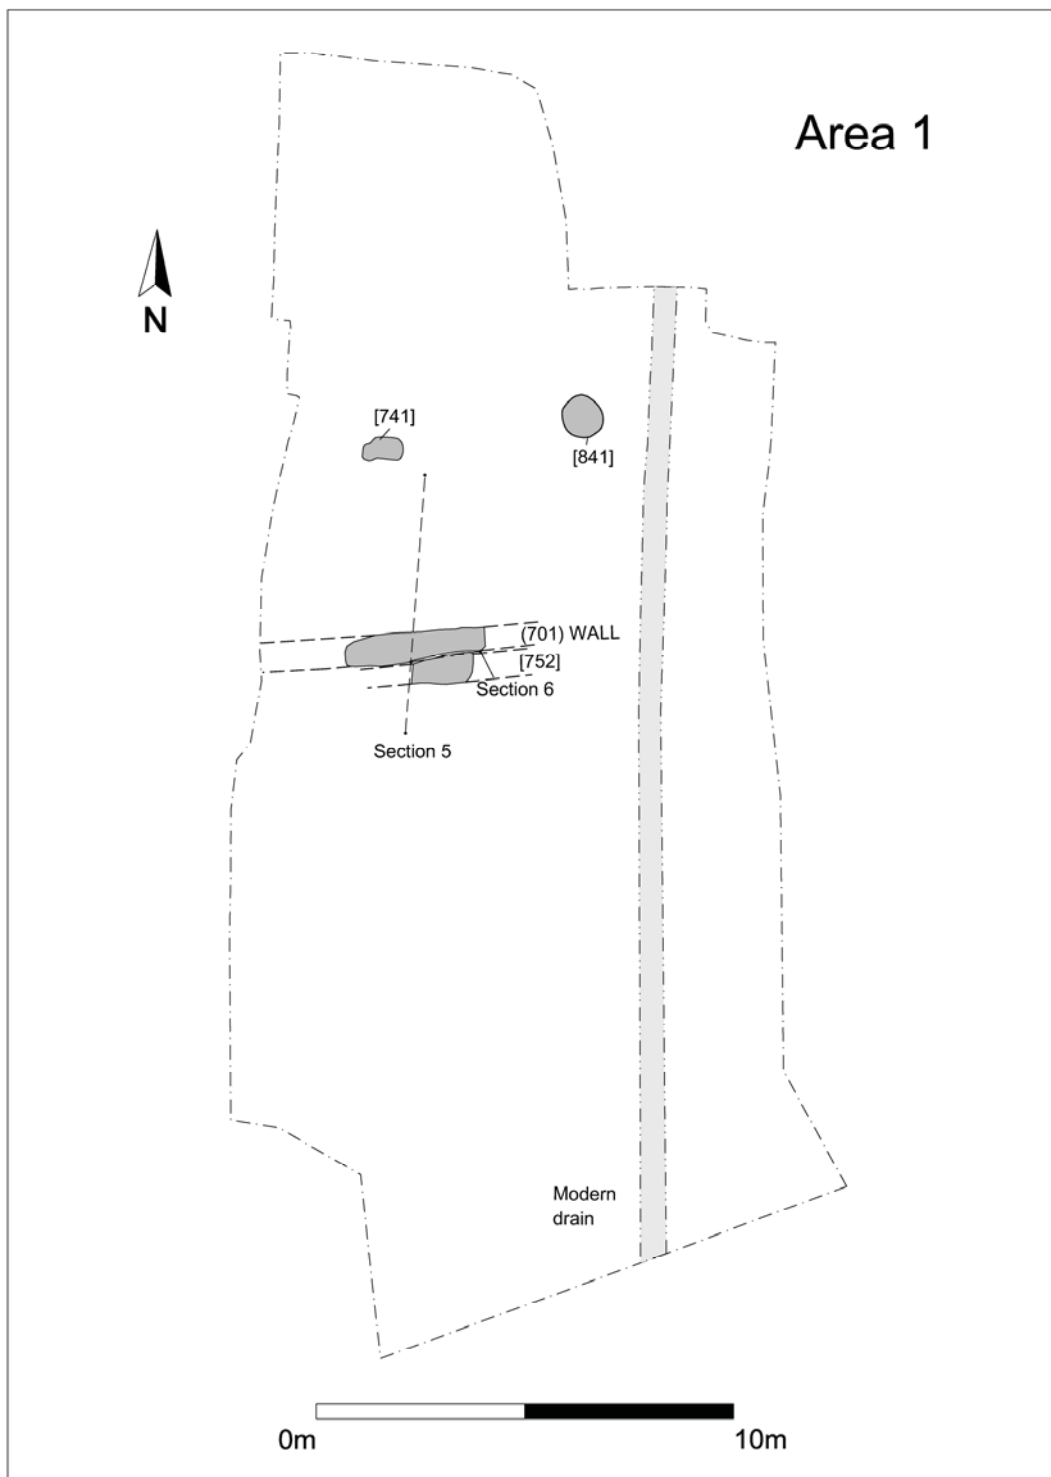 Area 1
N
[741]
[841]
(701) WALL
[752]
Section 6
Section 5
Modern
drain
0m
10m